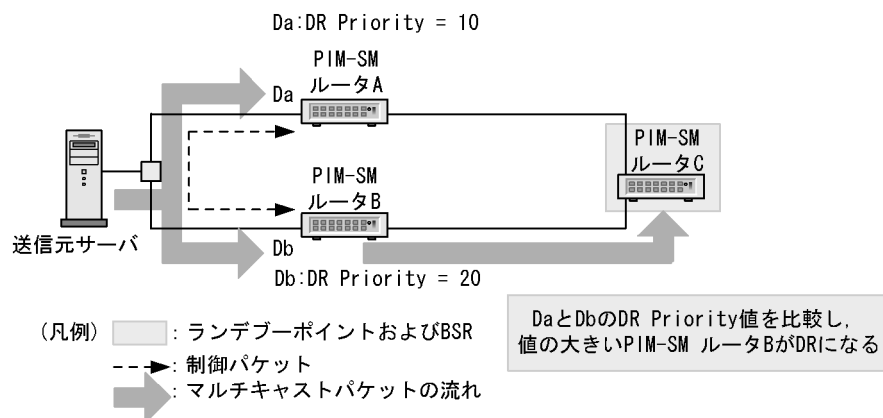 Da:DR Priority = 10
PIM-SM
ルータA
Da
PIM-SM
ルータC
PIM-SM
ルータB
送信元サーバ
Db
Db:DR Priority = 20
(凡例) : ランデブーポイントおよびBSR
: 制御パケット
: マルチキャストパケットの流れ
DaとDbのDR Priority値を比較し,
値の大きいPIM-SM ルータBがDRになる